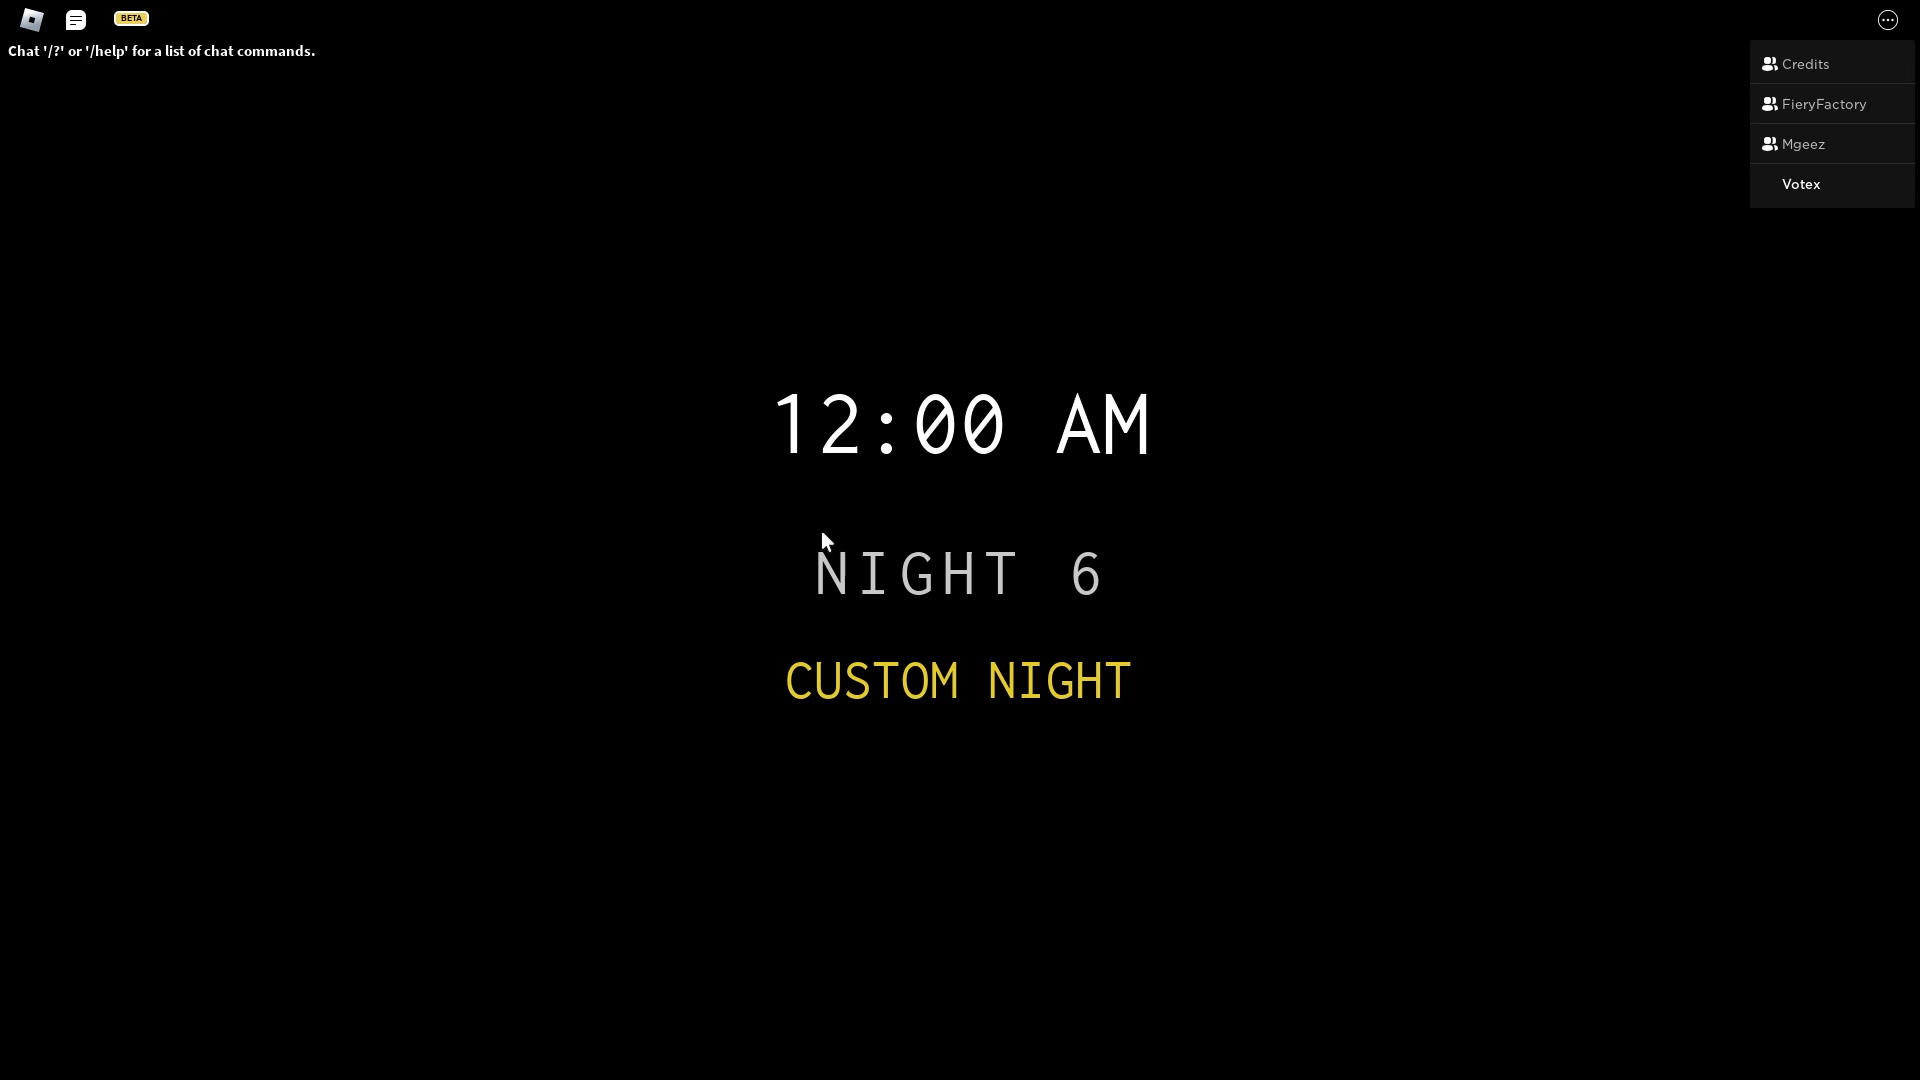 BETA
Chat '/?' or '/help' for a list of chat commands.
Credits
FieryFactory
Mgeez
Votex
12:00 AM
NIGHT 6
CUSTOM NIGHT